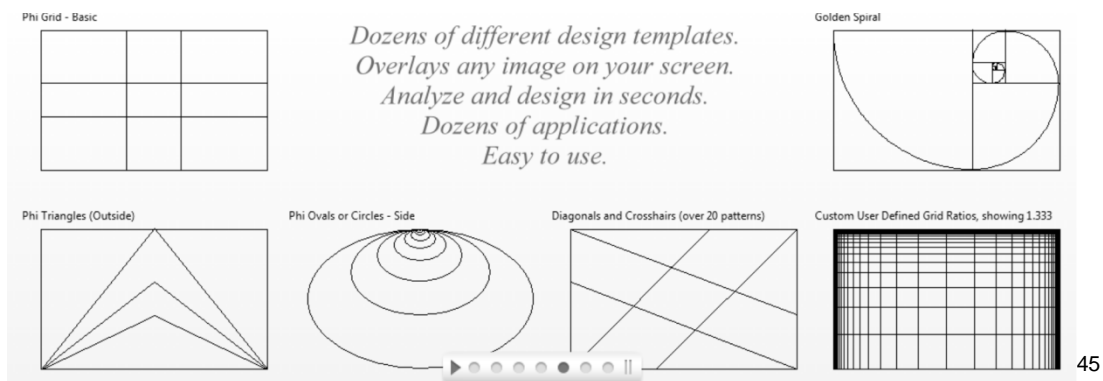 Phi Grid - Basic
Dozens of different design templates.
Overlays any image on your screen.
Analyze and design in seconds.
Dozens of applications.
Easy to use.
Golden Spiral
Phi Triangles (Outside)
Phi Ovals or Circles - Side
Diagonals and Crosshairs (over 20 patterns)
Custom User Defined Grid Ratios, showing 1.333
45